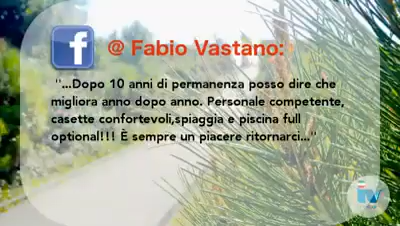 @ Fabio Vastano:
"...Dopo 10 anni di permanenza posso dire che
migliora anno dopo anno. Personale competente,
casette confortevoli,spiaggia e piscina full
optional!!! È sempre un piacere ritornarci..."